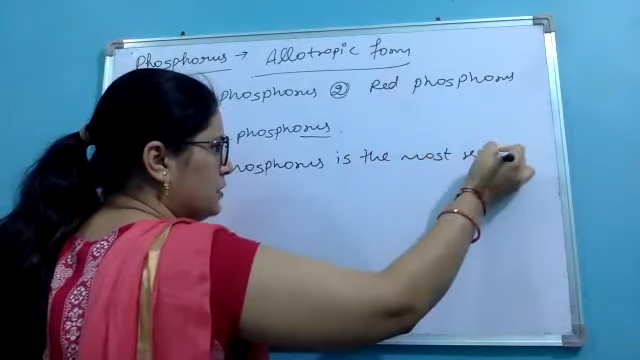 Phosphorus → Allotropic form
phosphorus ② Red phosphorus
phosphorus.
phosphorus is the most